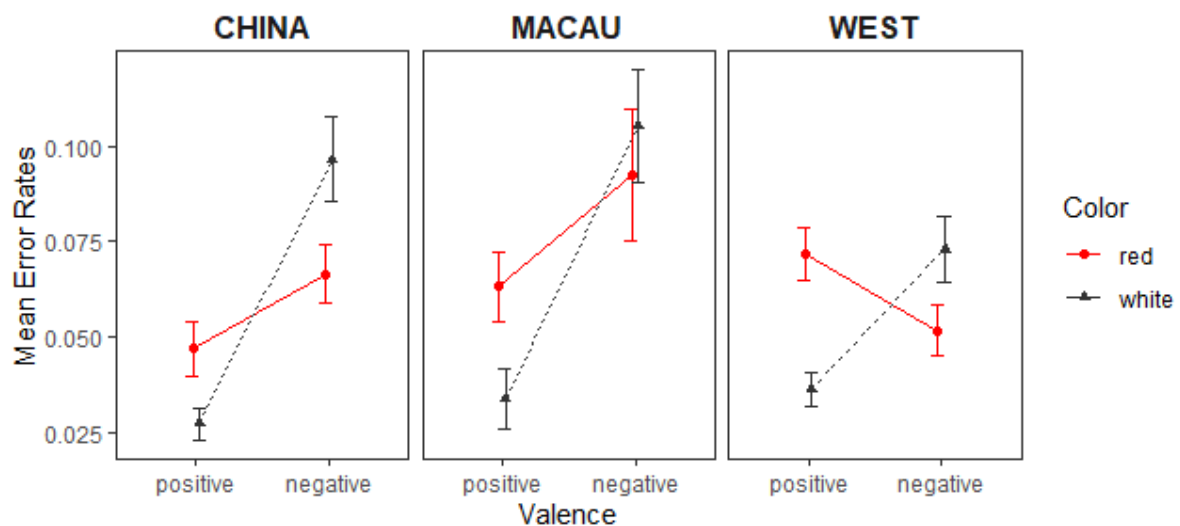 CHINA
MACAU
WEST
Mean Error Rates
0.100
0.075
0.050
0.025
positive
negative
positive
negative
positive
negative
Valence
Color
red
white